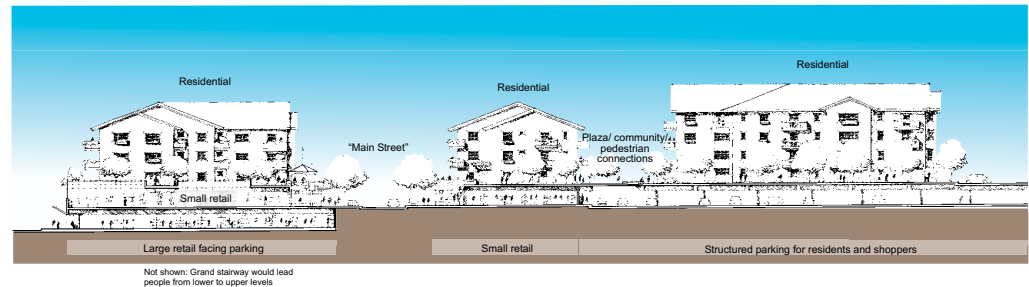 Residential
Residential
Residential
"Main Street"
Plaza/ community/
pedestrian
connections
Small retail
Large retail facing parking
Small retail
Structured parking for residents and shoppers
Not shown: Grand stairway would lead
people from lower to upper levels